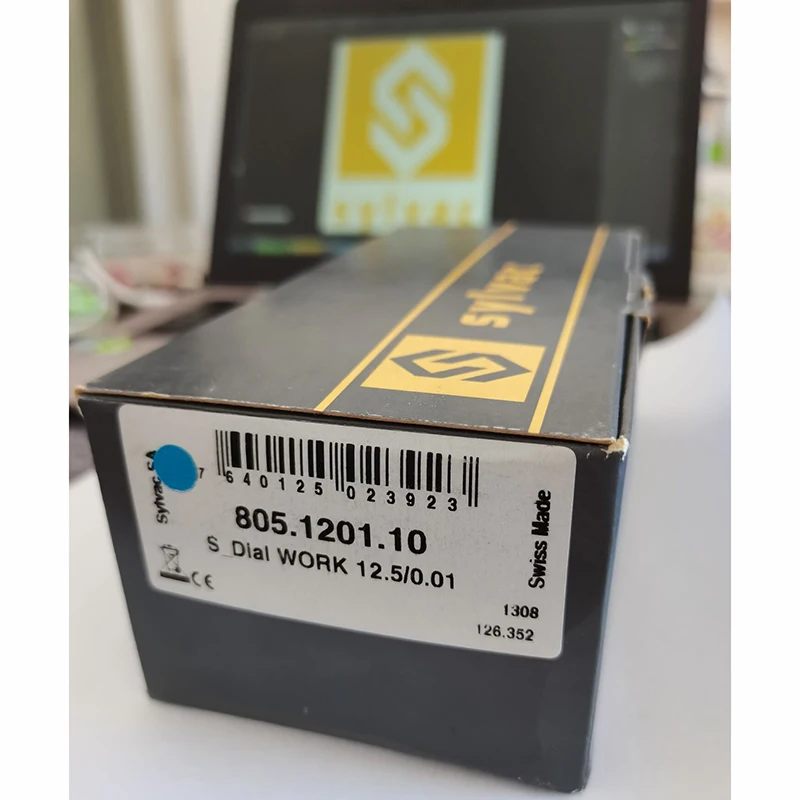 sylvac
sylvac
Sylvac SA
7 640125 023923
805.1201.10
S_Dial WORK 12.5/0.01
CE
Swiss Made
1308
126.352